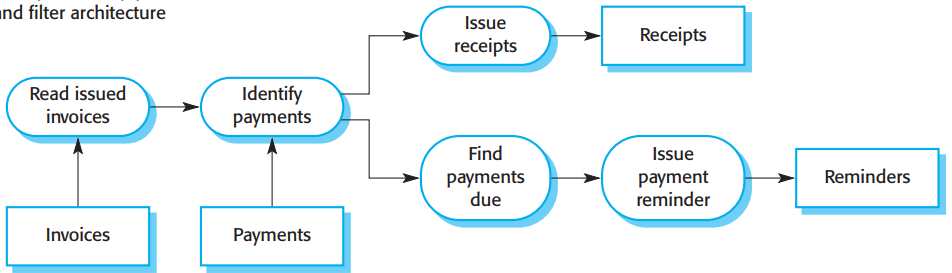 and filter architecture
Issue
receipts
Receipts
Read issued
invoices
Identify
payments
Find
payments
due
Issue
payment
reminder
Reminders
Invoices
Payments